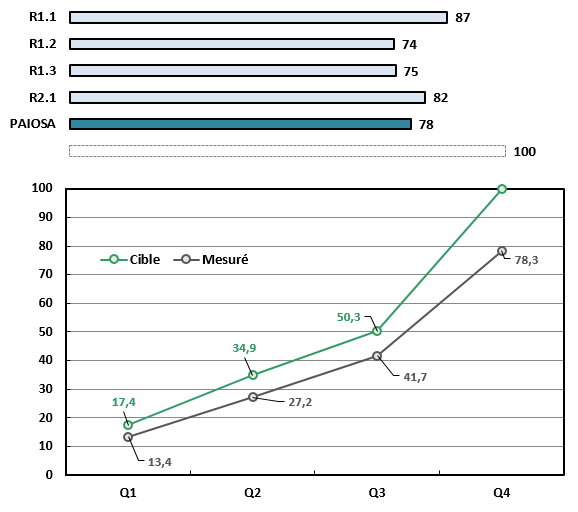 R1.1 87
R1.2 74
R1.3 75
R2.1 82
PAIOSA 78
100
100
90
80
70
60
50
40
30
20
10
0
Cible Mesuré
17,4
34,9
50,3
13,4
27,2
41,7
78,3
Q1 Q2 Q3 Q4